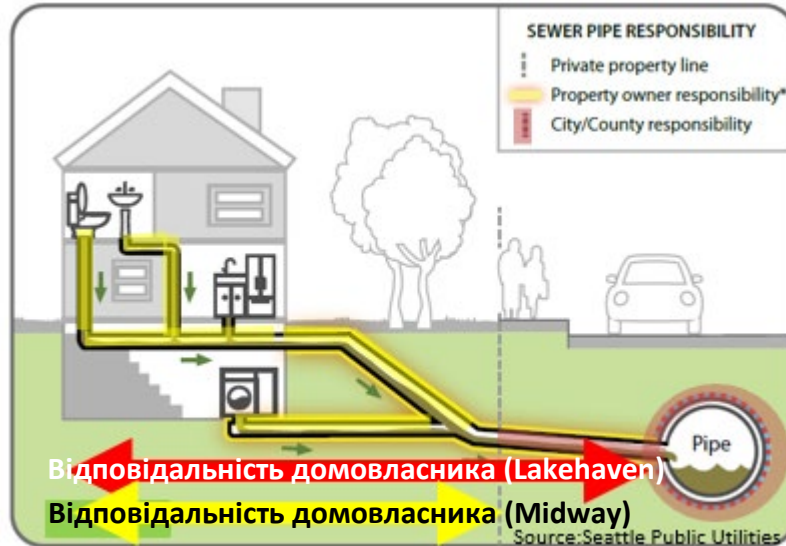 SEWER PIPE RESPONSIBILITY
Private property line
Property owner responsibility*
City/County responsibility
Pipe
Відповідальність домовласника (Lakehaven)
Відповідальність домовласника (Midway)
Source:Seattle Public Utilities